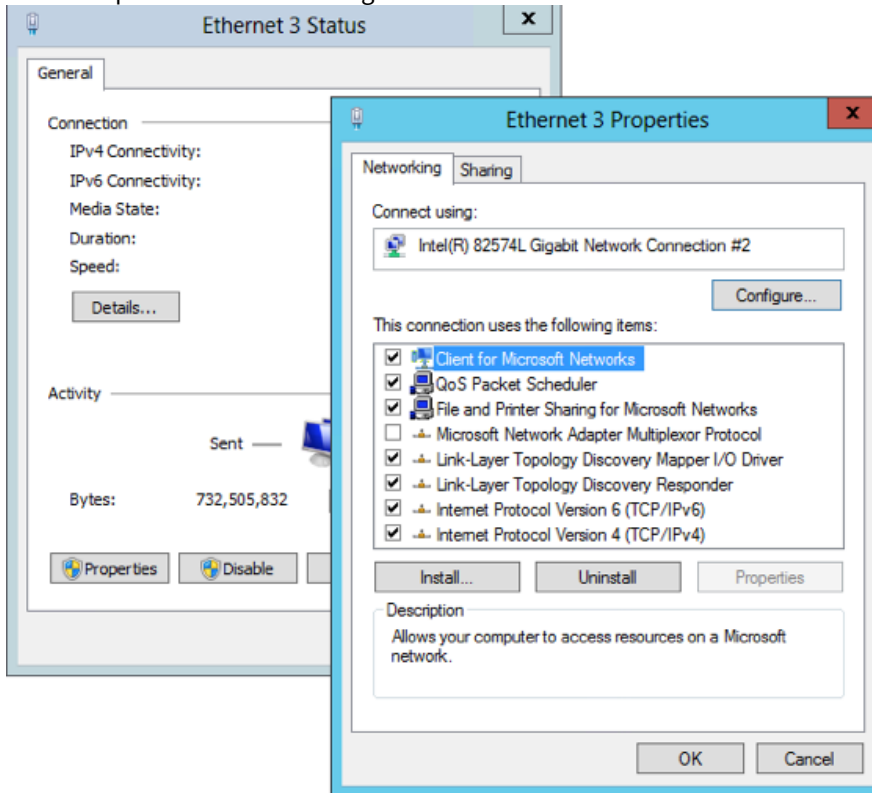 Ethernet 3 Status
x
General
Connection
IPv4 Connectivity:
IPv6 Connectivity:
Media State:
Duration:
Speed:
Details...
Activity
Sent
Bytes: 732,505,832
Properties
Disable
Ethernet 3 Properties
x
Networking
Sharing
Connect using:
Intel(R) 82574L Gigabit Network Connection #2
Configure...
This connection uses the following items:
Client for Microsoft Networks
QoS Packet Scheduler
File and Printer Sharing for Microsoft Networks
Microsoft Network Adapter Multiplexor Protocol
Link-Layer Topology Discovery Mapper I/O Driver
Link-Layer Topology Discovery Responder
Internet Protocol Version 6 (TCP/IPv6)
Internet Protocol Version 4 (TCP/IPv4)
Install...
Uninstall
Properties
Description
Allows your computer to access resources on a Microsoft
network.
OK
Cancel